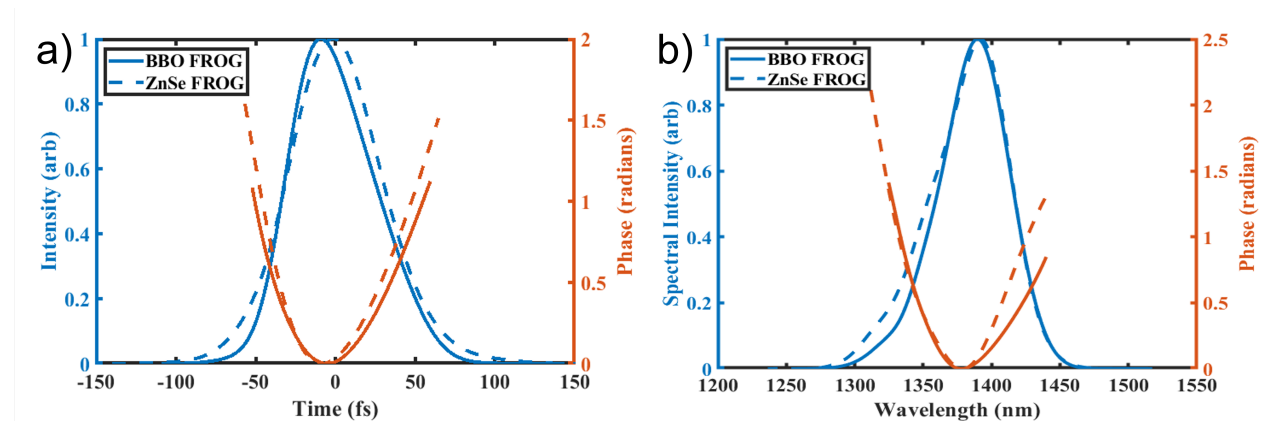 a)
BBO FROG
ZnSe FROG
Intensity (arb)
1
0.8
0.6
0.4
0.2
0
2
1.5
1
0.5
0
Phase (radians)
-150 -100 -50 0 50 100 150
Time (fs)
b)
BBO FROG
ZnSe FROG
Spectral Intensity (arb)
1
0.8
0.6
0.4
0.2
0
2.5
2
1.5
1
0.5
0
Phase (radians)
1200 1250 1300 1350 1400 1450 1500 1550
Wavelength (nm)